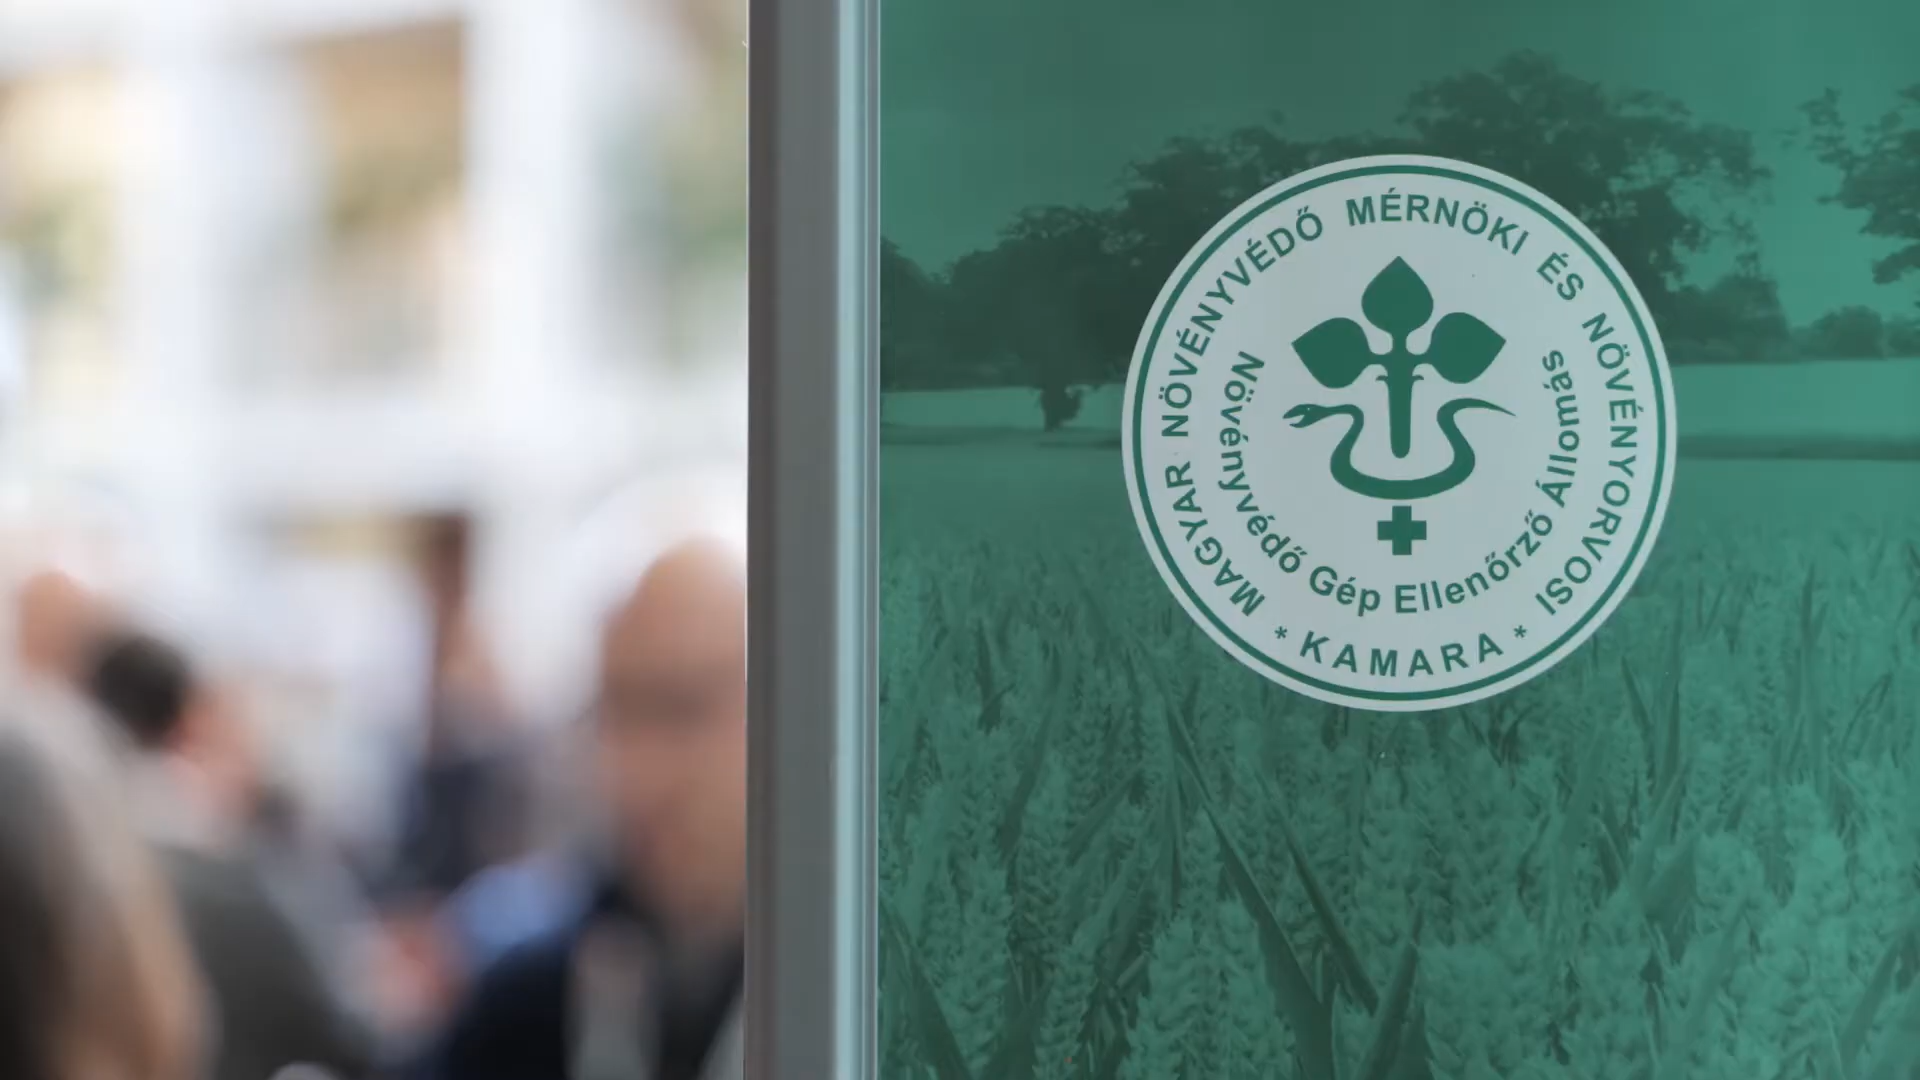 MAGYAR NÖVÉNYVÉDŐ MÉRNÖKI ÉS NÖVÉNYORVOSI
* KAMARA *
Növényvédő Gép Ellenőrző Állomás